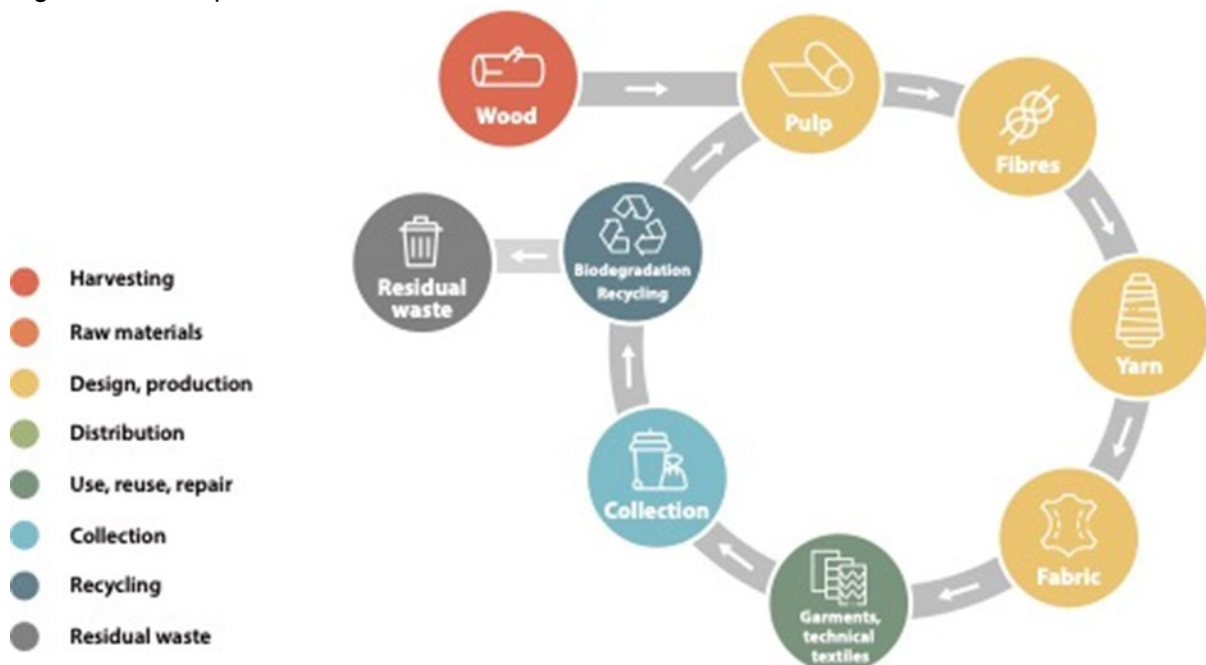 Wood
Pulp
Fibres
Yarn
Fabric
Garments,
technical
textiles
Collection
Biodegradation
Recycling
Residual
waste
Harvesting
Raw materials
Design, production
Distribution
Use, reuse, repair
Collection
Recycling
Residual waste